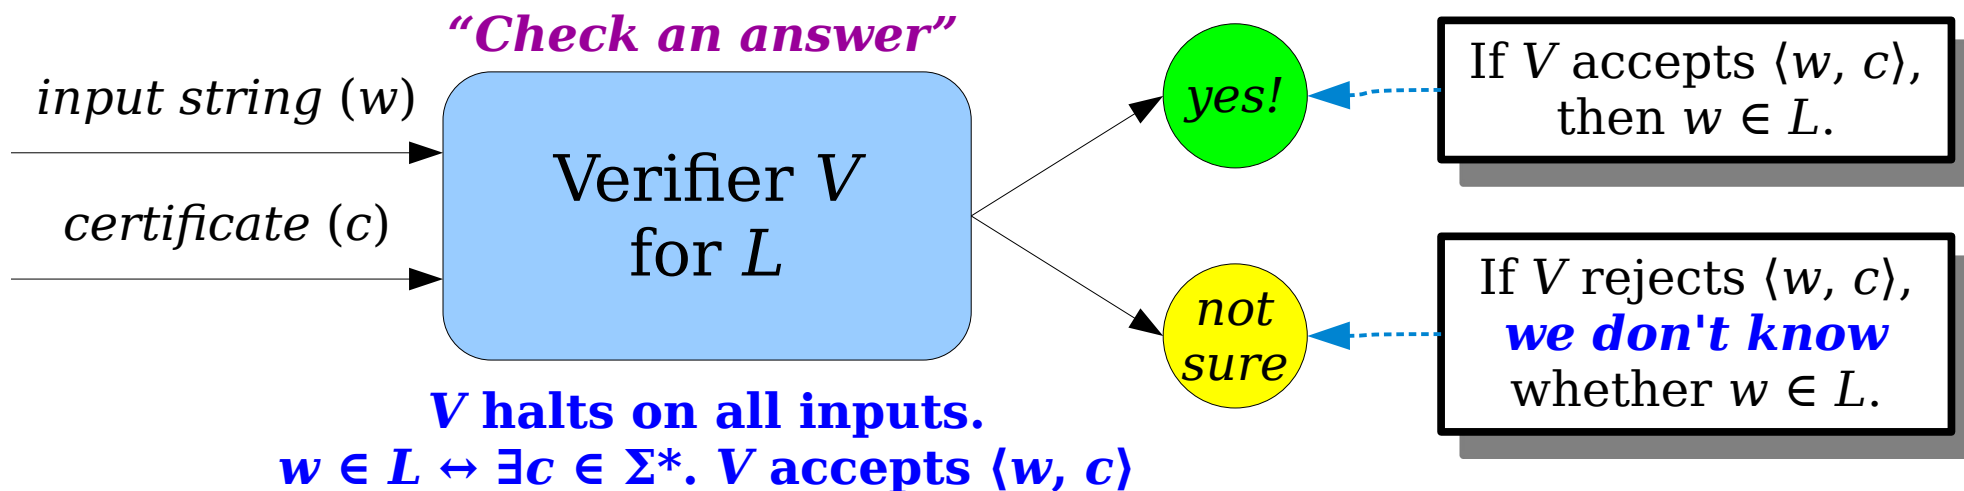 “Check an answer”
input string (w)
certificate (c)
Verifier V
for L
yes!
not
sure
If V accepts ⟨w, c⟩,
then w ∈ L.
If V rejects ⟨w, c⟩,
we don't know
whether w ∈ L.
V halts on all inputs.
w ∈ L ↔ ∃c ∈ Σ*. V accepts ⟨w, c⟩